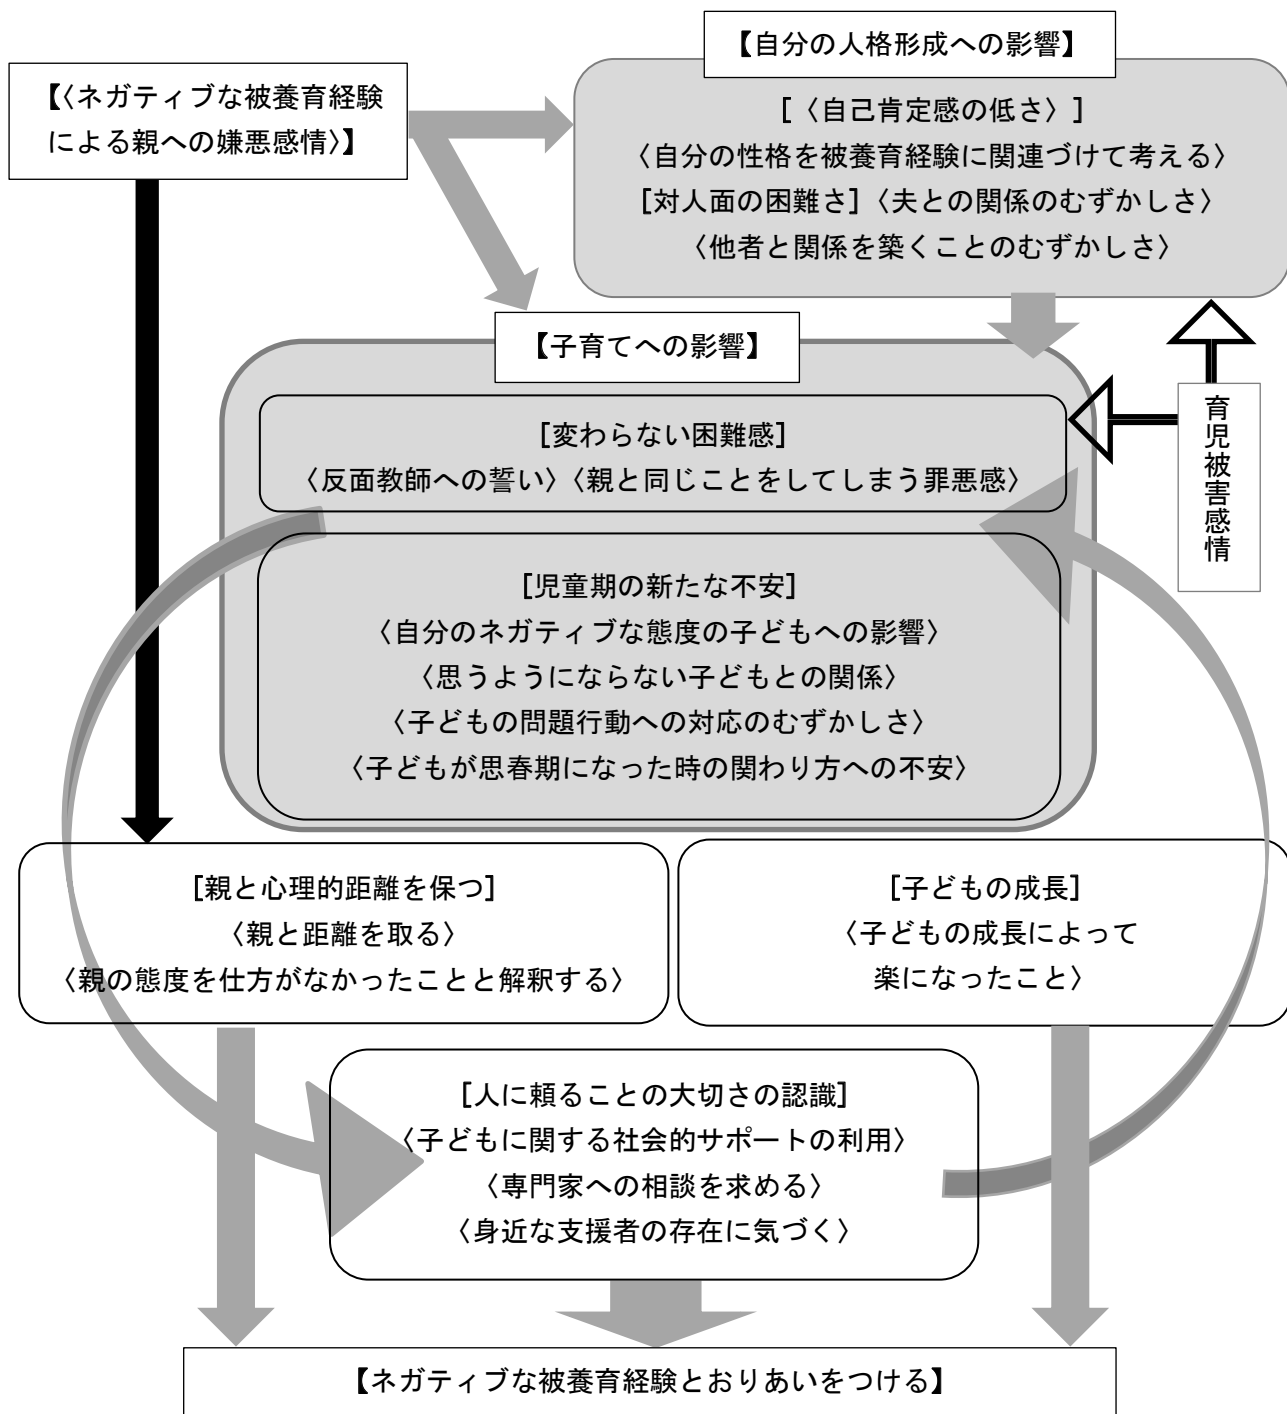 【自分の人格形成への影響】
【〈ネガティブな被養育経験
による親への嫌悪感情〉】
[〈自己肯定感の低さ〉]
〈自分の性格を被養育経験に関連づけて考える〉
[対人面の困難さ]〈夫との関係のむずかしさ〉
〈他者と関係を築くことのむずかしさ〉
【子育てへの影響】
育児被害感情
[変わらない困難感]
〈反面教師への誓い〉〈親と同じことをしてしまう罪悪感〉
[児童期の新たな不安]
〈自分のネガティブな態度の子どもへの影響〉
〈思うようにならない子どもとの関係〉
〈子どもの問題行動への対応のむずかしさ〉
〈子どもが思春期になった時の関わり方への不安〉
[親と心理的距離を保つ]
〈親と距離を取る〉
〈親の態度を仕方がなかったことと解釈する〉
[子どもの成長]
〈子どもの成長によって
楽になったこと〉
[人に頼ることの大切さの認識]
〈子どもに関する社会的サポートの利用〉
〈専門家への相談を求める〉
〈身近な支援者の存在に気づく〉
【ネガティブな被養育経験とおりあいをつける】